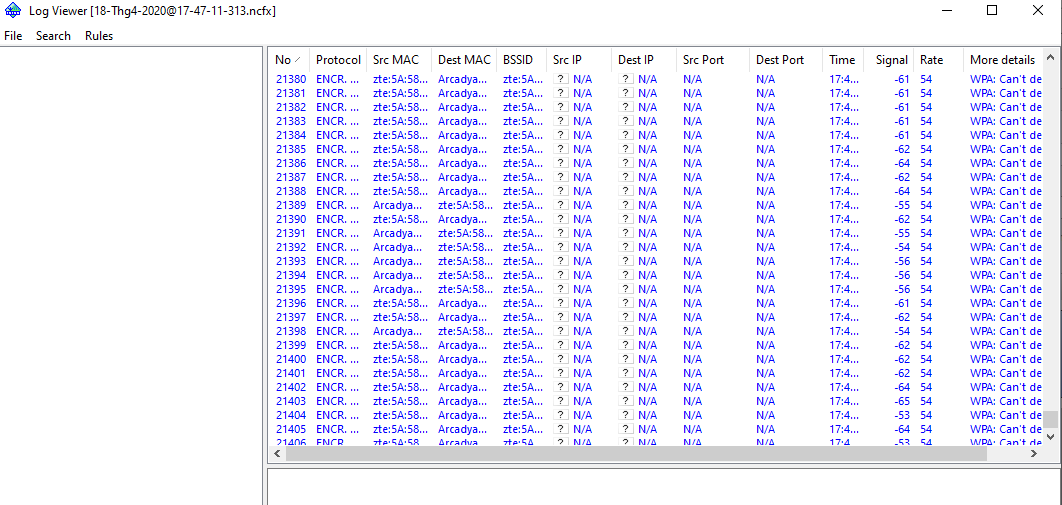 Log Viewer [18-Thg4-2020@17-47-11-313.ncfx]
File Search Rules
No Protocol Src MAC Dest MAC BSSID Src IP Dest IP Src Port Dest Port Time Signal Rate More details
21380 ENCR. ... zte:5A:58... Arcadya... zte:5A... ? N/A ? N/A N/A N/A 17:4... -61 54 WPA: Can't de
21381 ENCR. ... zte:5A:58... Arcadya... zte:5A... ? N/A ? N/A N/A N/A 17:4... -61 54 WPA: Can't de
21382 ENCR. ... zte:5A:58... Arcadya... zte:5A... ? N/A ? N/A N/A N/A 17:4... -61 54 WPA: Can't de
21383 ENCR. ... zte:5A:58... Arcadya... zte:5A... ? N/A ? N/A N/A N/A 17:4... -61 54 WPA: Can't de
21384 ENCR. ... zte:5A:58... Arcadya... zte:5A... ? N/A ? N/A N/A N/A 17:4... -61 54 WPA: Can't de
21385 ENCR. ... zte:5A:58... Arcadya... zte:5A... ? N/A ? N/A N/A N/A 17:4... -62 54 WPA: Can't de
21386 ENCR. ... zte:5A:58... Arcadya... zte:5A... ? N/A ? N/A N/A N/A 17:4... -64 54 WPA: Can't de
21387 ENCR. ... zte:5A:58... Arcadya... zte:5A... ? N/A ? N/A N/A N/A 17:4... -62 54 WPA: Can't de
21388 ENCR. ... zte:5A:58... Arcadya... zte:5A... ? N/A ? N/A N/A N/A 17:4... -64 54 WPA: Can't de
21389 ENCR. ... Arcadya... zte:5A:58... zte:5A... ? N/A ? N/A N/A N/A 17:4... -55 54 WPA: Can't de
21390 ENCR. ... zte:5A:58... Arcadya... zte:5A... ? N/A ? N/A N/A N/A 17:4... -62 54 WPA: Can't de
21391 ENCR. ... Arcadya... zte:5A:58... zte:5A... ? N/A ? N/A N/A N/A 17:4... -55 54 WPA: Can't de
21392 ENCR. ... Arcadya... zte:5A:58... zte:5A... ? N/A ? N/A N/A N/A 17:4... -54 54 WPA: Can't de
21393 ENCR. ... Arcadya... zte:5A:58... zte:5A... ? N/A ? N/A N/A N/A 17:4... -56 54 WPA: Can't de
21394 ENCR. ... Arcadya... zte:5A:58... zte:5A... ? N/A ? N/A N/A N/A 17:4... -56 54 WPA: Can't de
21395 ENCR. ... Arcadya... zte:5A:58... zte:5A... ? N/A ? N/A N/A N/A 17:4... -56 54 WPA: Can't de
21396 ENCR. ... zte:5A:58... Arcadya... zte:5A... ? N/A ? N/A N/A N/A 17:4... -61 54 WPA: Can't de
21397 ENCR. ... zte:5A:58... Arcadya... zte:5A... ? N/A ? N/A N/A N/A 17:4... -62 54 WPA: Can't de
21398 ENCR. ... Arcadya... zte:5A:58... zte:5A... ? N/A ? N/A N/A N/A 17:4... -54 54 WPA: Can't de
21399 ENCR. ... zte:5A:58... Arcadya... zte:5A... ? N/A ? N/A N/A N/A 17:4... -62 54 WPA: Can't de
21400 ENCR. ... zte:5A:58... Arcadya... zte:5A... ? N/A ? N/A N/A N/A 17:4... -62 54 WPA: Can't de
21401 ENCR. ... zte:5A:58... Arcadya... zte:5A... ? N/A ? N/A N/A N/A 17:4... -62 54 WPA: Can't de
21402 ENCR. ... zte:5A:58... Arcadya... zte:5A... ? N/A ? N/A N/A N/A 17:4... -64 54 WPA: Can't de
21403 ENCR. ... zte:5A:58... Arcadya... zte:5A... ? N/A ? N/A N/A N/A 17:4... -65 54 WPA: Can't de
21404 ENCR. ... zte:5A:58... Arcadya... zte:5A... ? N/A ? N/A N/A N/A 17:4... -53 54 WPA: Can't de
21405 ENCR. ... zte:5A:58... Arcadya... zte:5A... ? N/A ? N/A N/A N/A 17:4... -64 54 WPA: Can't de
21406 ENCR. ... zte:5A:58... Arcadya... zte:5A... ? N/A ? N/A N/A N/A 17:4... -53 54 WPA: Can't de